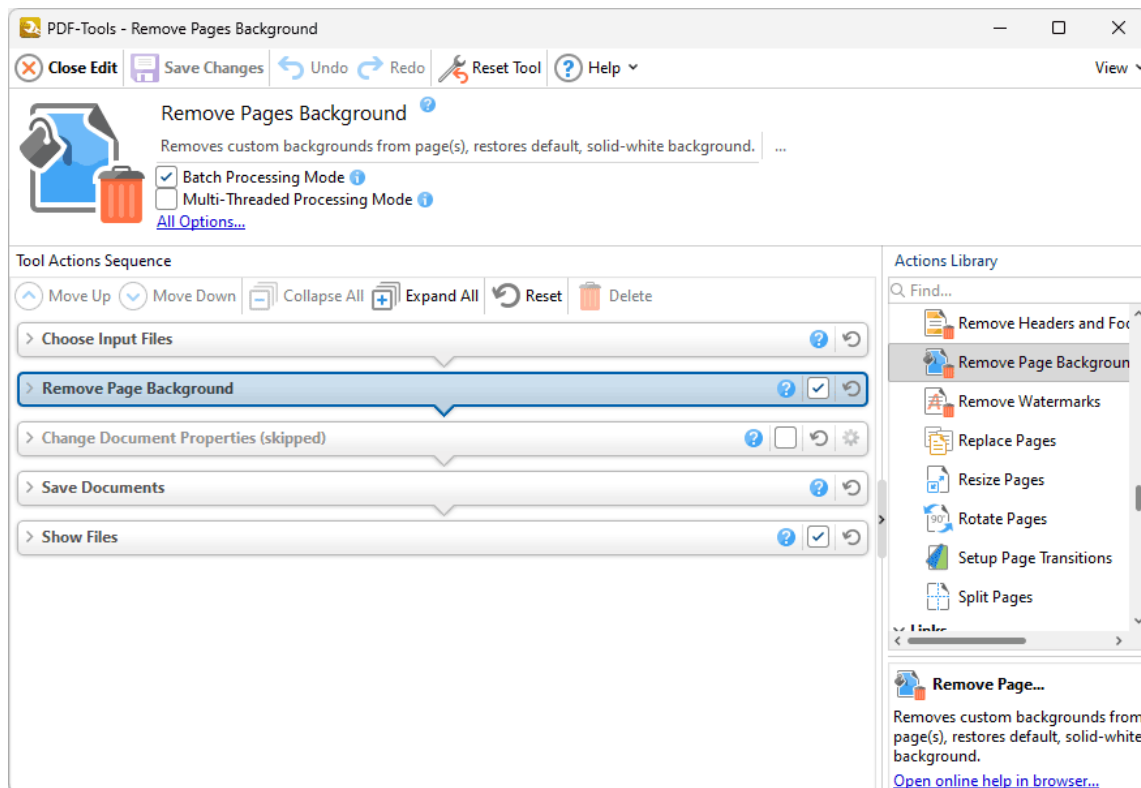 PDF-Tools - Remove Pages Background
Close Edit Save Changes Undo Redo Reset Tool Help View
Remove Pages Background
Removes custom backgrounds from page(s), restores default, solid-white background. ...
Batch Processing Mode
Multi-Threaded Processing Mode
All Options...
Tool Actions Sequence
Move Up Move Down Collapse All Expand All Reset Delete
Choose Input Files
Remove Page Background
Change Document Properties (skipped)
Save Documents
Show Files
Actions Library
Find...
Remove Headers and Foo
Remove Page Backgroun
Remove Watermarks
Replace Pages
Resize Pages
90°
Rotate Pages
Setup Page Transitions
Split Pages
Links
Remove Page...
Removes custom backgrounds from
page(s), restores default, solid-white
background.
Open online help in browser...